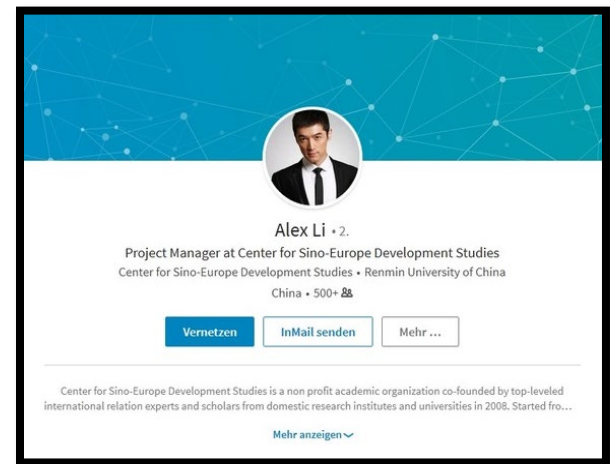 Alex Li • 2.
Project Manager at Center for Sino-Europe Development Studies
Center for Sino-Europe Development Studies • Renmin University of China
China • 500+
Vernetzen InMail senden Mehr ...
Center for Sino-Europe Development Studies is a non profit academic organization co-founded by top-leveled
international relation experts and scholars from domestic research institutes and universities in 2008. Started fro…
Mehr anzeigen